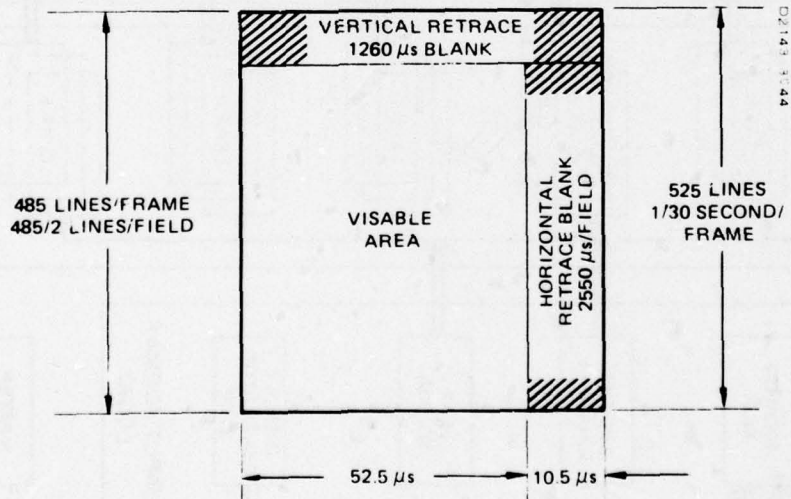 VERTICAL RETRACE
1260 μs BLANK
485 LINES/FRAME
485/2 LINES/FIELD
VISABLE
AREA
HORIZONTAL
RETRACE BLANK
2550 μs/FIELD
525 LINES
1/30 SECOND/
FRAME
52.5 μs
10.5 μs